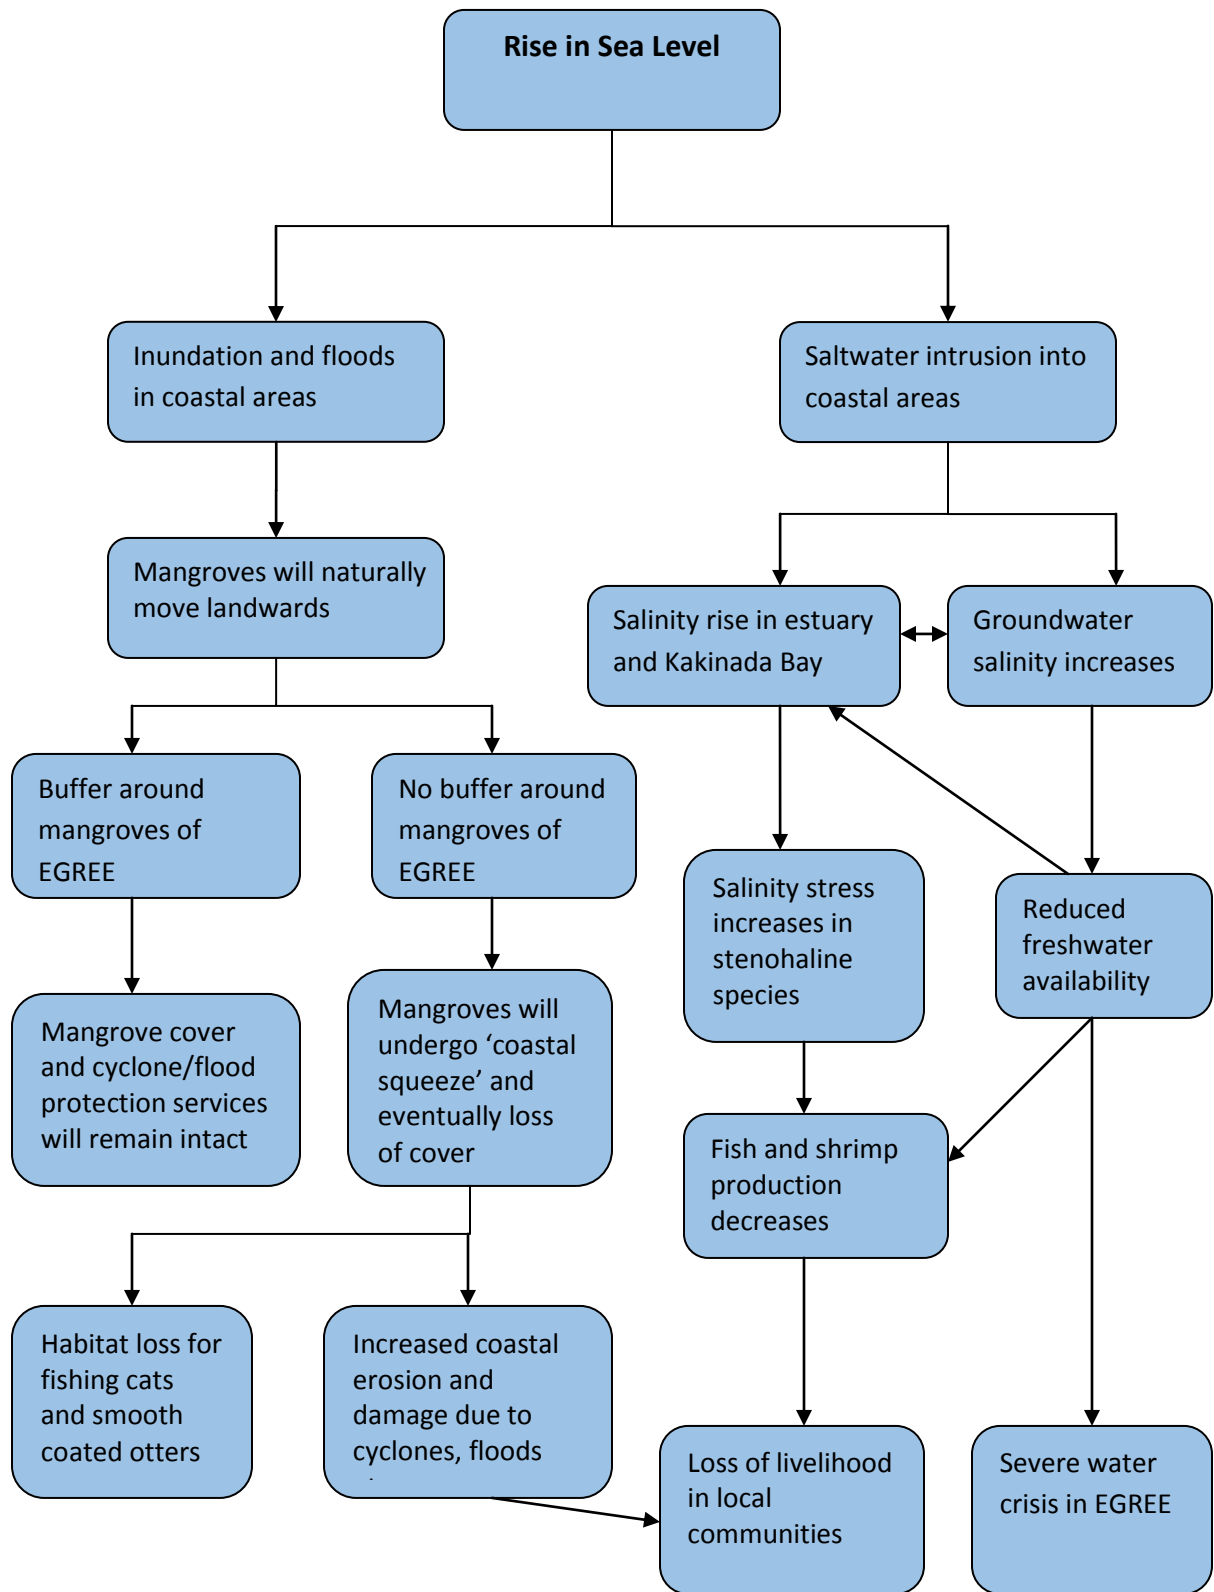 Rise in Sea Level
Inundation and floods
in coastal areas
Saltwater intrusion into
coastal areas
Mangroves will naturally
move landwards
Salinity rise in estuary
and Kakinada Bay
Groundwater
salinity increases
Buffer around
mangroves of
EGREE
No buffer around
mangroves of
EGREE
Salinity stress
increases in
stenohaline
species
Reduced
freshwater
availability
Mangrove cover
and cyclone/flood
protection services
will remain intact
Mangroves will
undergo ‘coastal
squeeze’ and
eventually loss
of cover
Fish and shrimp
production
decreases
Habitat loss for
fishing cats
and smooth
coated otters
Increased coastal
erosion and
damage due to
cyclones, floods
Loss of livelihood
in local
communities
Severe water
crisis in EGREE